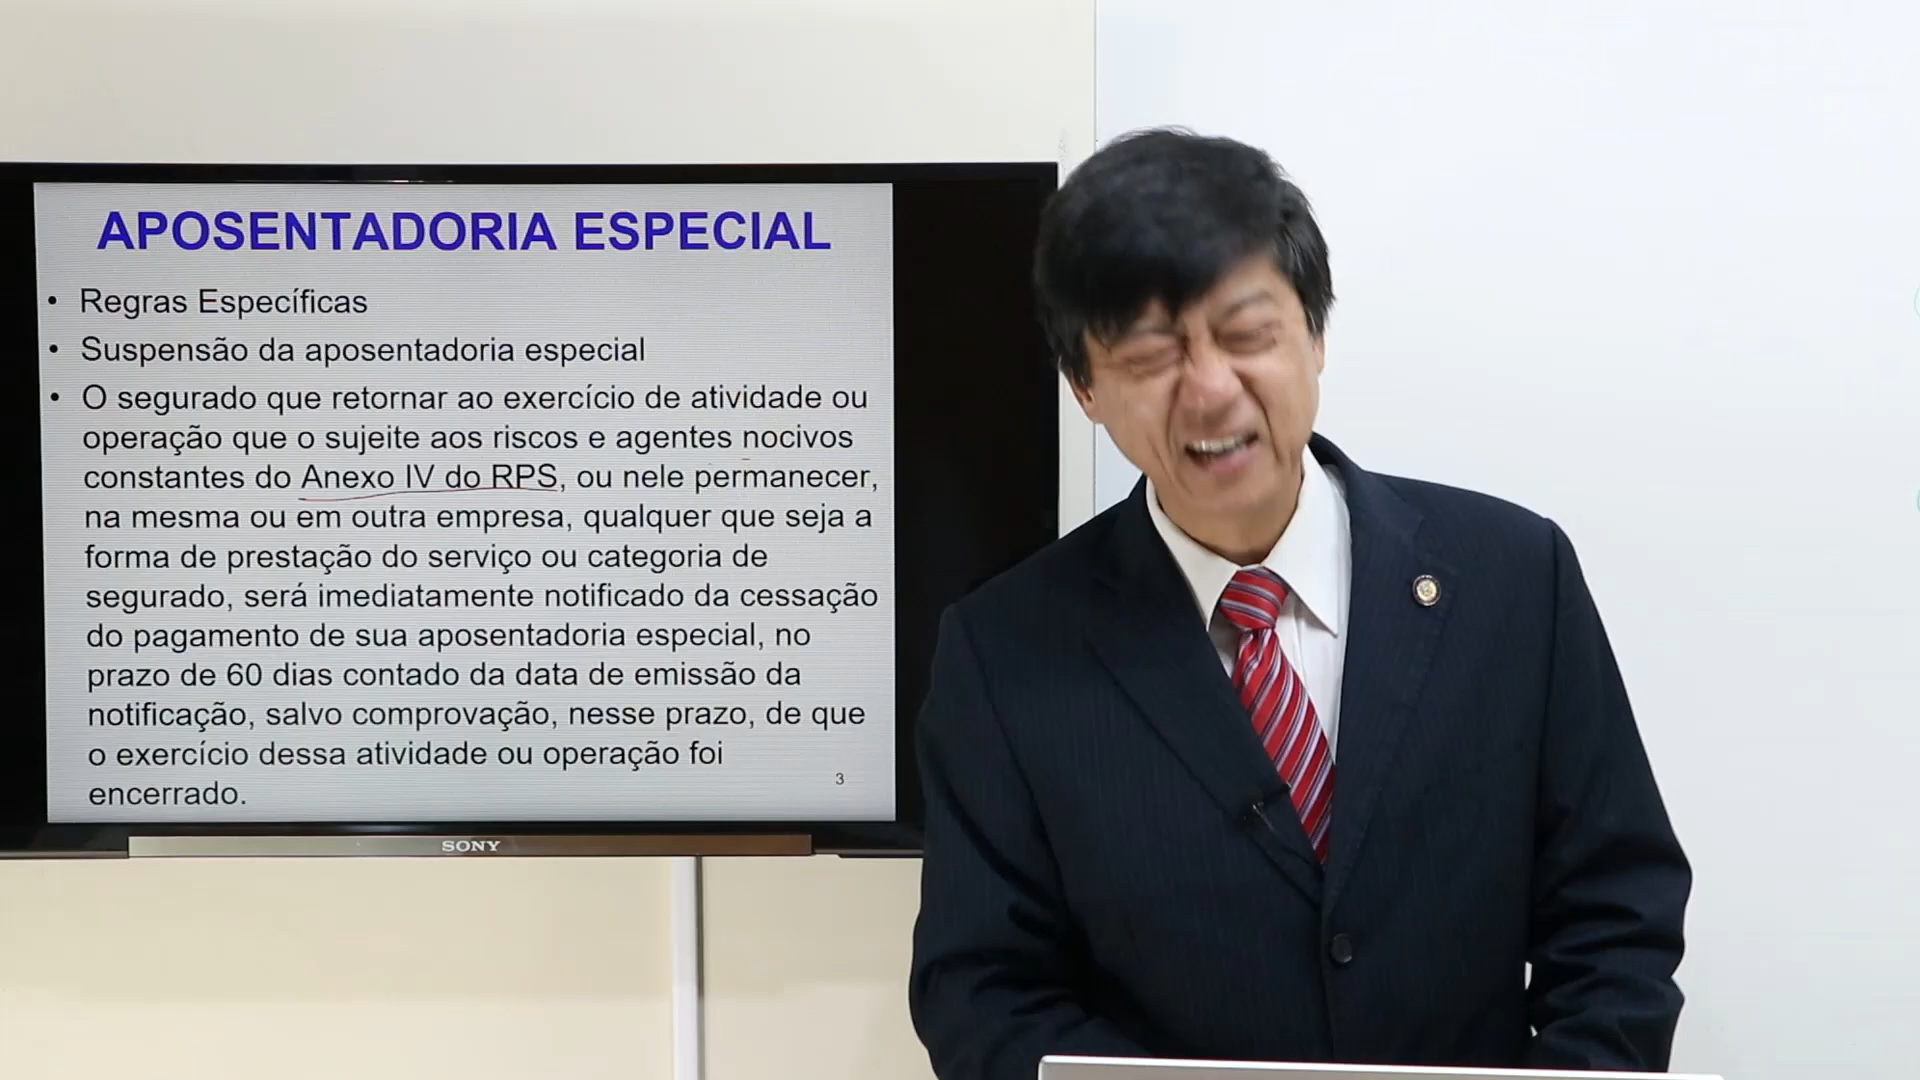 APOSENTADORIA ESPECIAL
• Regras Específicas
• Suspensão da aposentadoria especial
• O segurado que retornar ao exercício de atividade ou
operação que o sujeite aos riscos e agentes nocivos
constantes do Anexo IV do RPS, ou nele permanecer,
na mesma ou em outra empresa, qualquer que seja a
forma de prestação do serviço ou categoria de
segurado, será imediatamente notificado da cessação
do pagamento de sua aposentadoria especial, no
prazo de 60 dias contado da data de emissão da
notificação, salvo comprovação, nesse prazo, de que
o exercício dessa atividade ou operação foi
encerrado.
3
SONY